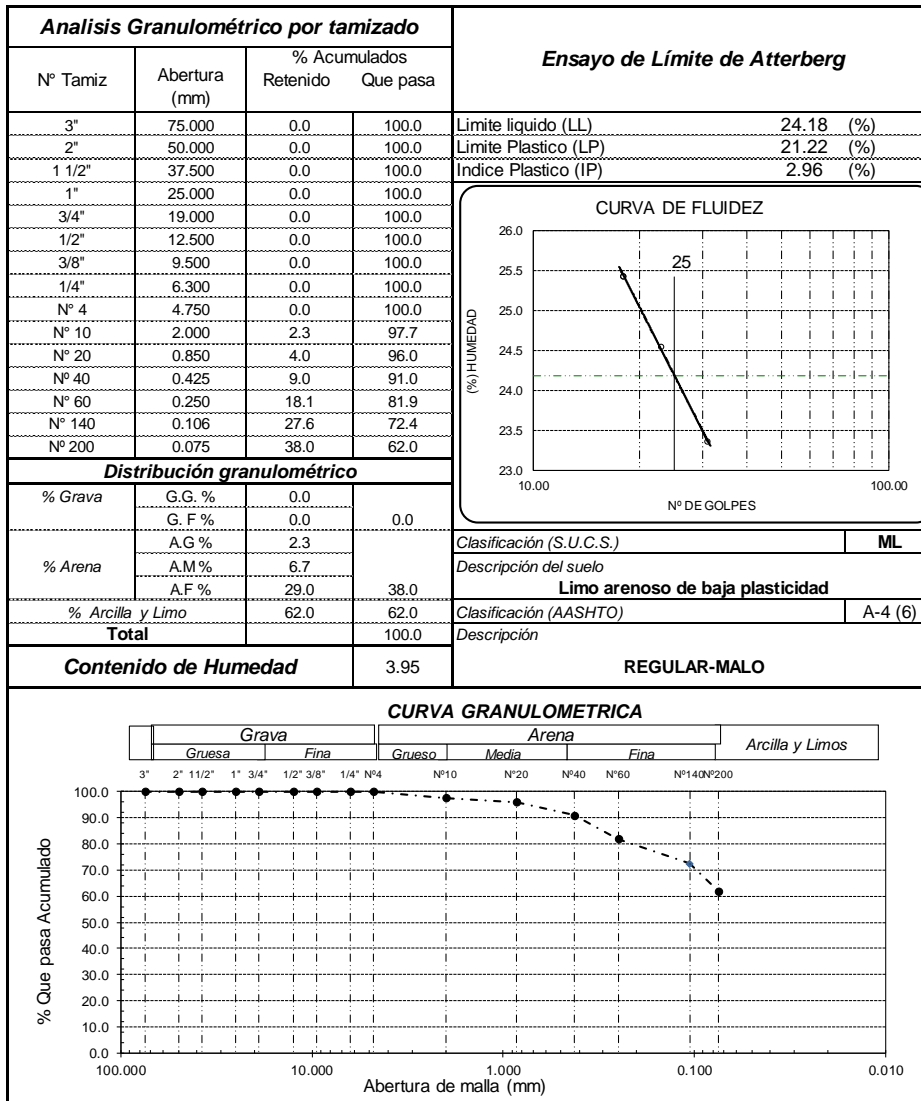 Analisis Granulométrico por tamizado
N° Tamiz Abertura (mm) % Acumulados
Retenido Que pasa
3" 75.000 0.0 100.0
2" 50.000 0.0 100.0
1 1/2" 37.500 0.0 100.0
1" 25.000 0.0 100.0
3/4" 19.000 0.0 100.0
1/2" 12.500 0.0 100.0
3/8" 9.500 0.0 100.0
1/4" 6.300 0.0 100.0
N° 4 4.750 0.0 100.0
N° 10 2.000 2.3 97.7
N° 20 0.850 4.0 96.0
Nº 40 0.425 9.0 91.0
N° 60 0.250 18.1 81.9
N° 140 0.106 27.6 72.4
Nº 200 0.075 38.0 62.0
Distribución granulométrico
% Grava G.G. % 0.0
G. F % 0.0 0.0
A.G % 2.3
% Arena A.M % 6.7
A.F % 29.0 38.0
% Arcilla y Limo 62.0 62.0
Total 100.0
Contenido de Humedad 3.95
Ensayo de Límite de Atterberg
Limite liquido (LL) 24.18 (%)
Limite Plastico (LP) 21.22 (%)
Indice Plastico (IP) 2.96 (%)
CURVA DE FLUIDEZ
26.0
25.5
25.0
24.5
24.0
23.5
23.0
(%) HUMEDAD
25
10.00 100.00
Nº DE GOLPES
Clasificación (S.U.C.S.) ML
Descripción del suelo
Limo arenoso de baja plasticidad
Clasificación (AASHTO) A-4 (6)
Descripción
REGULAR-MALO
CURVA GRANULOMETRICA
Grava Arena Arcilla y Limos
Gruesa Fina Grueso Media Fina
3" 2" 11/2" 1" 3/4" 1/2" 3/8" 1/4" Nº4 Nº10 N°20 Nº40 N°60 Nº140 Nº200
100.0
90.0
80.0
70.0
60.0
50.0
40.0
30.0
20.0
10.0
0.0
% Que pasa Acumulado
100.000 10.000 1.000 0.100 0.010
Abertura de malla (mm)